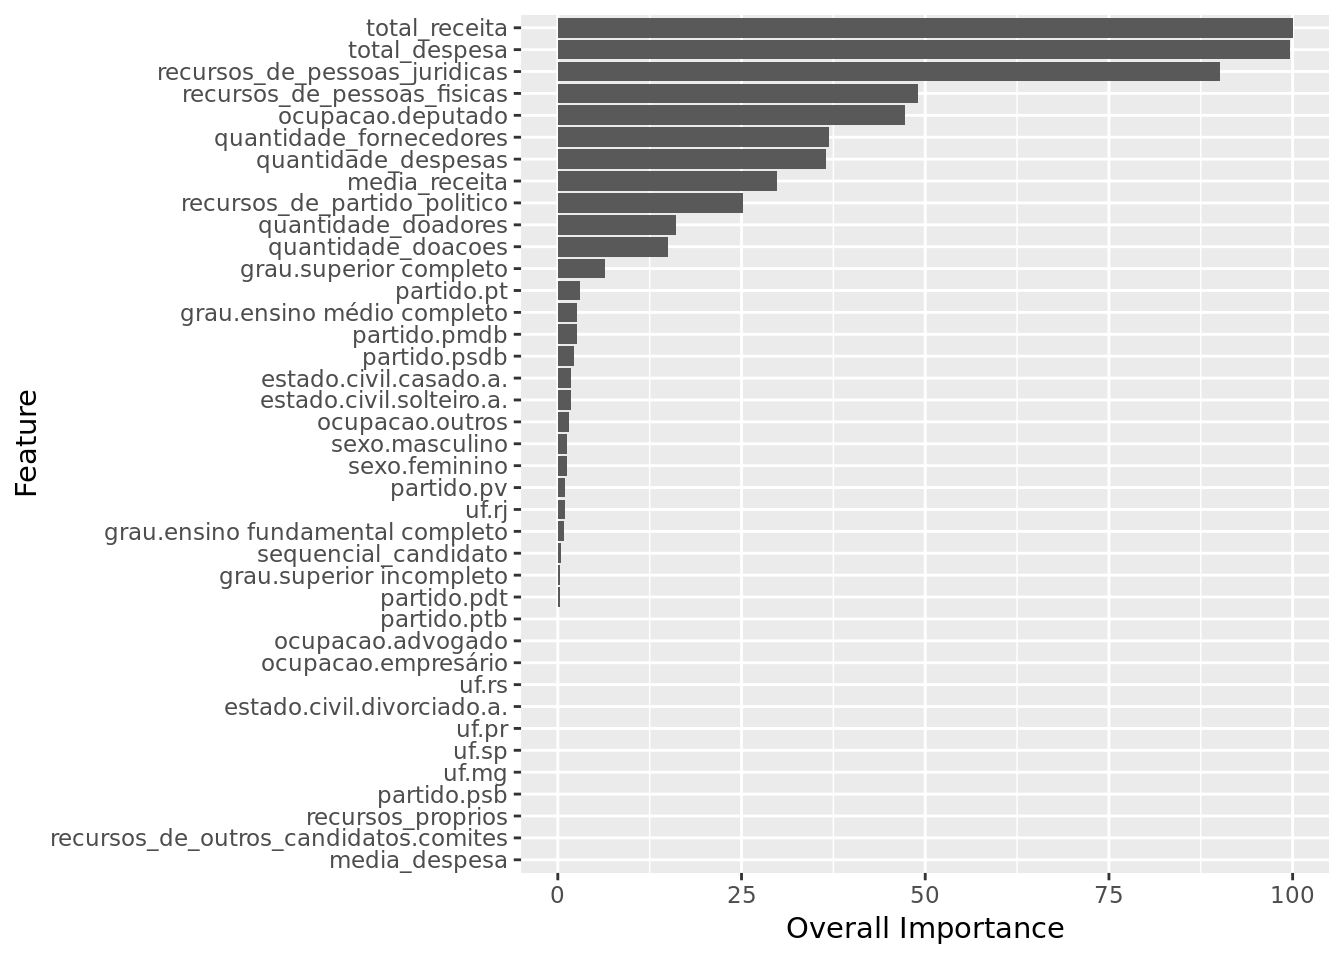 total_receita
total_despesa
recursos_de_pessoas_juridicas
recursos_de_pessoas_fisicas
ocupacao.deputado
quantidade_fornecedores
quantidade_despesas
media_receita
recursos_de_partido_politico
quantidade_doadores
quantidade_doacoes
grau.superior completo
partido.pt
grau.ensino médio completo
partido.pmdb
partido.psdb
estado.civil.casado.a.
estado.civil.solteiro.a.
ocupacao.outros
sexo.masculino
sexo.feminino
partido.pv
uf.rj
grau.ensino fundamental completo
sequencial_candidato
grau.superior incompleto
partido.pdt
partido.ptb
ocupacao.advogado
ocupacao.empresário
uf.rs
estado.civil.divorciado.a.
uf.pr
uf.sp
uf.mg
partido.psb
recursos_proprios
recursos_de_outros_candidatos.comites
media_despesa
Feature
0 25 50 75 100
Overall Importance